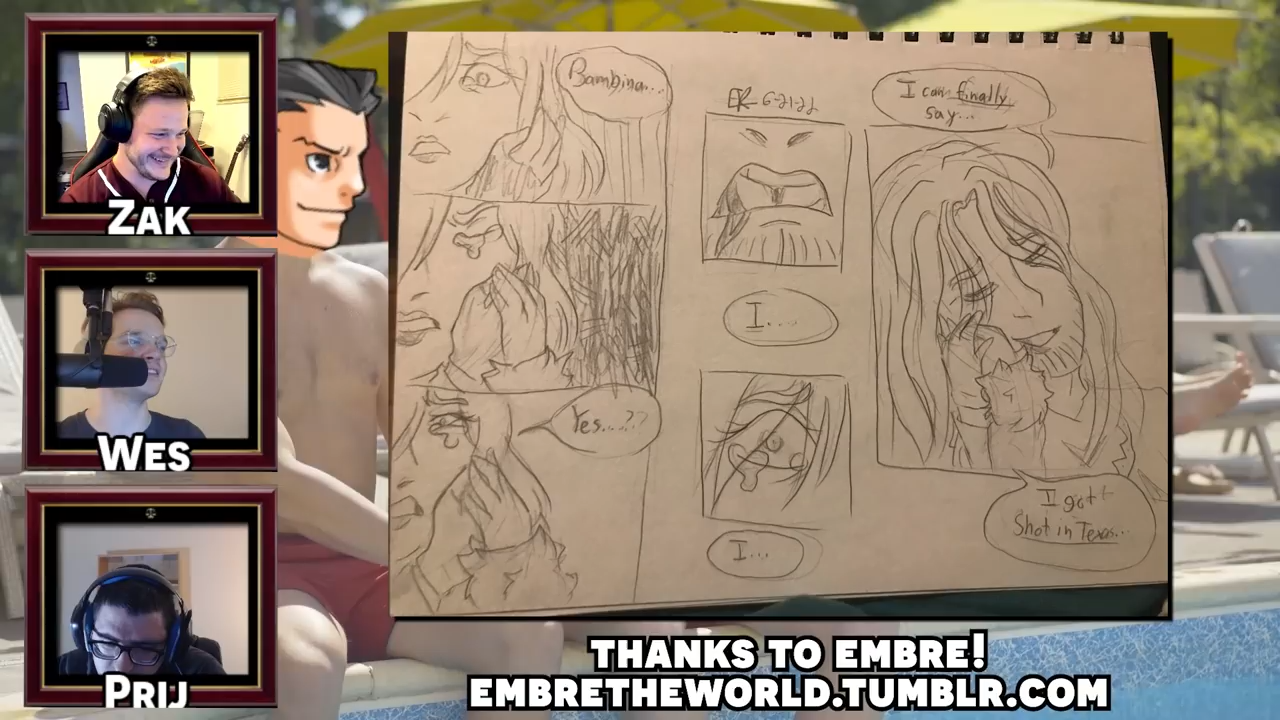 ZAK
WES
PRIJ
Bambina...
Yes....??
EK 6-21-22
I...
I...
I can finally
say...
I got
Shot in Texas...
THANKS TO EMBRE!
EMBRETHEWORLD.TUMBLR.COM